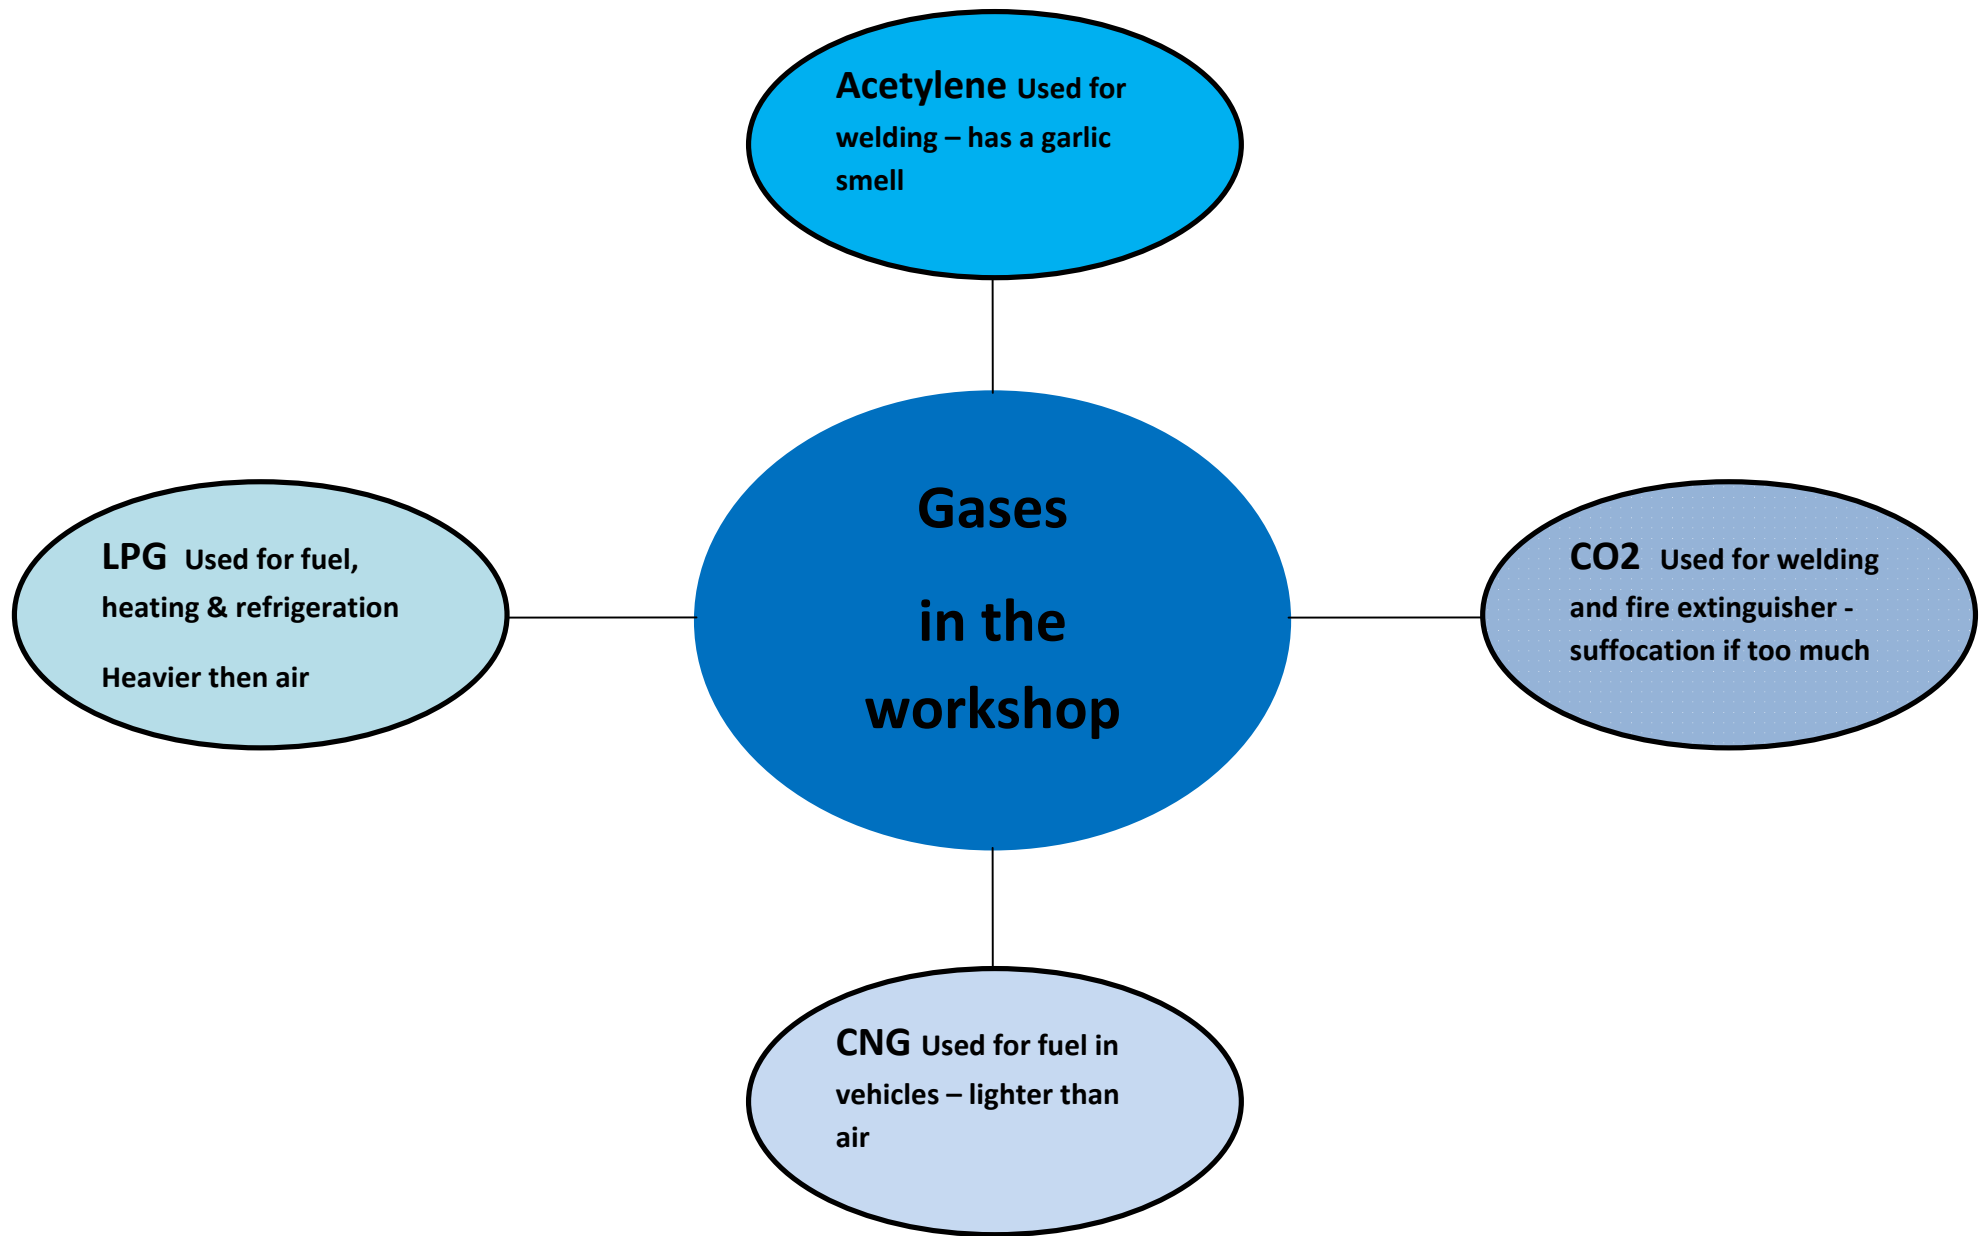 Acetylene Used for
welding – has a garlic
smell
Gases
in the
workshop
LPG Used for fuel,
heating & refrigeration
Heavier then air
CO2 Used for welding
and fire extinguisher -
suffocation if too much
CNG Used for fuel in
vehicles – lighter than
air